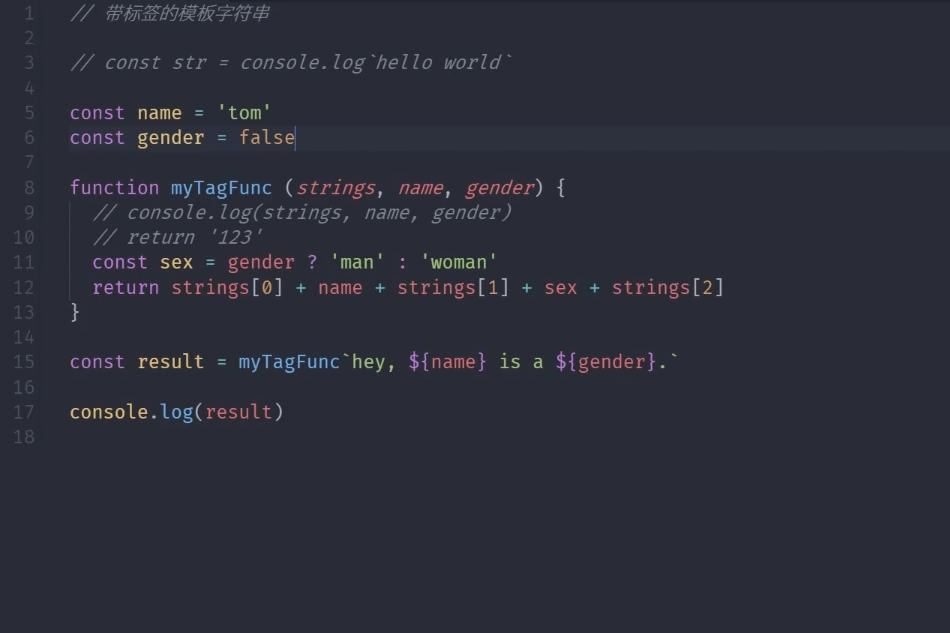 1 // 带标签的模板字符串
2
3 // const str = console.log`hello world`
4
5 const name = 'tom'
6 const gender = false
7
8 function myTagFunc (strings, name, gender) {
9   // console.log(strings, name, gender)
10   // return '123'
11   const sex = gender ? 'man' : 'woman'
12   return strings[0] + name + strings[1] + sex + strings[2]
13 }
14
15 const result = myTagFunc`hey, ${name} is a ${gender}.`
16
17 console.log(result)
18